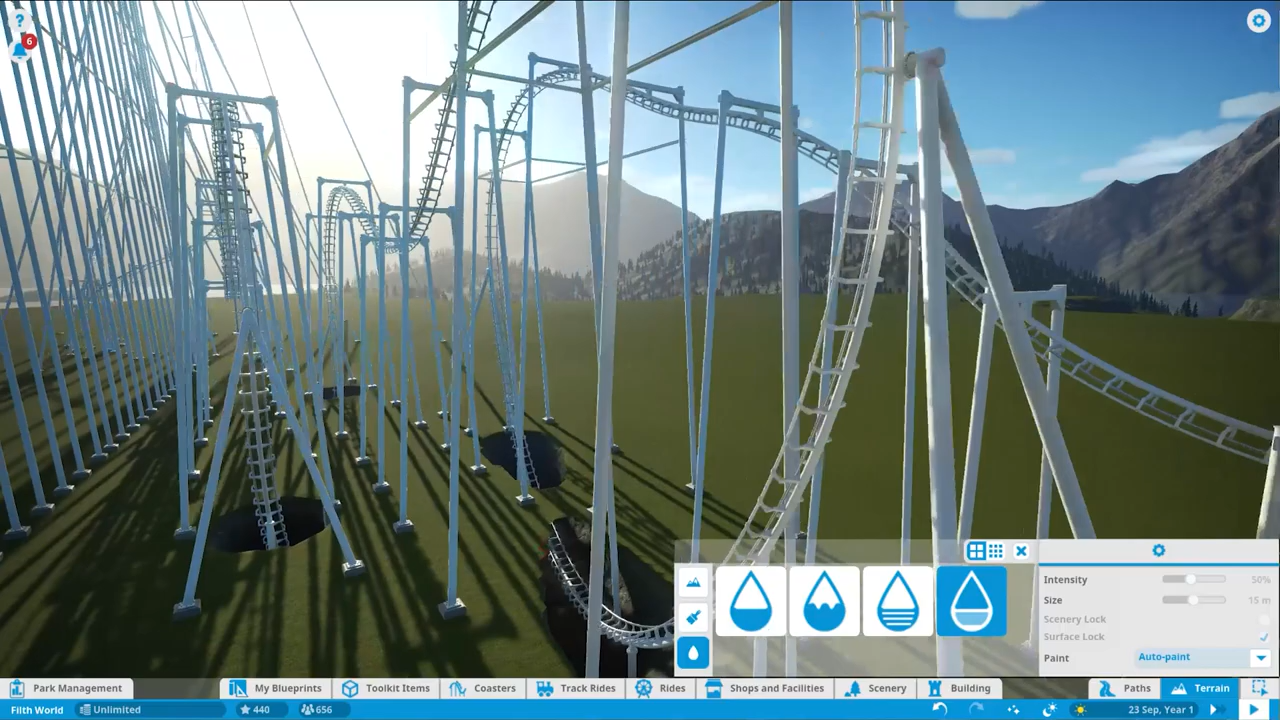 ?
6
Intensity 50%
Size 15 m
Scenery Lock
Surface Lock
Paint Auto-paint
Park Management My Blueprints Toolkit Items Coasters Track Rides Rides Shops and Facilities Scenery Building Paths Terrain
Filth World Unlimited 440 656 23 Sep, Year 1